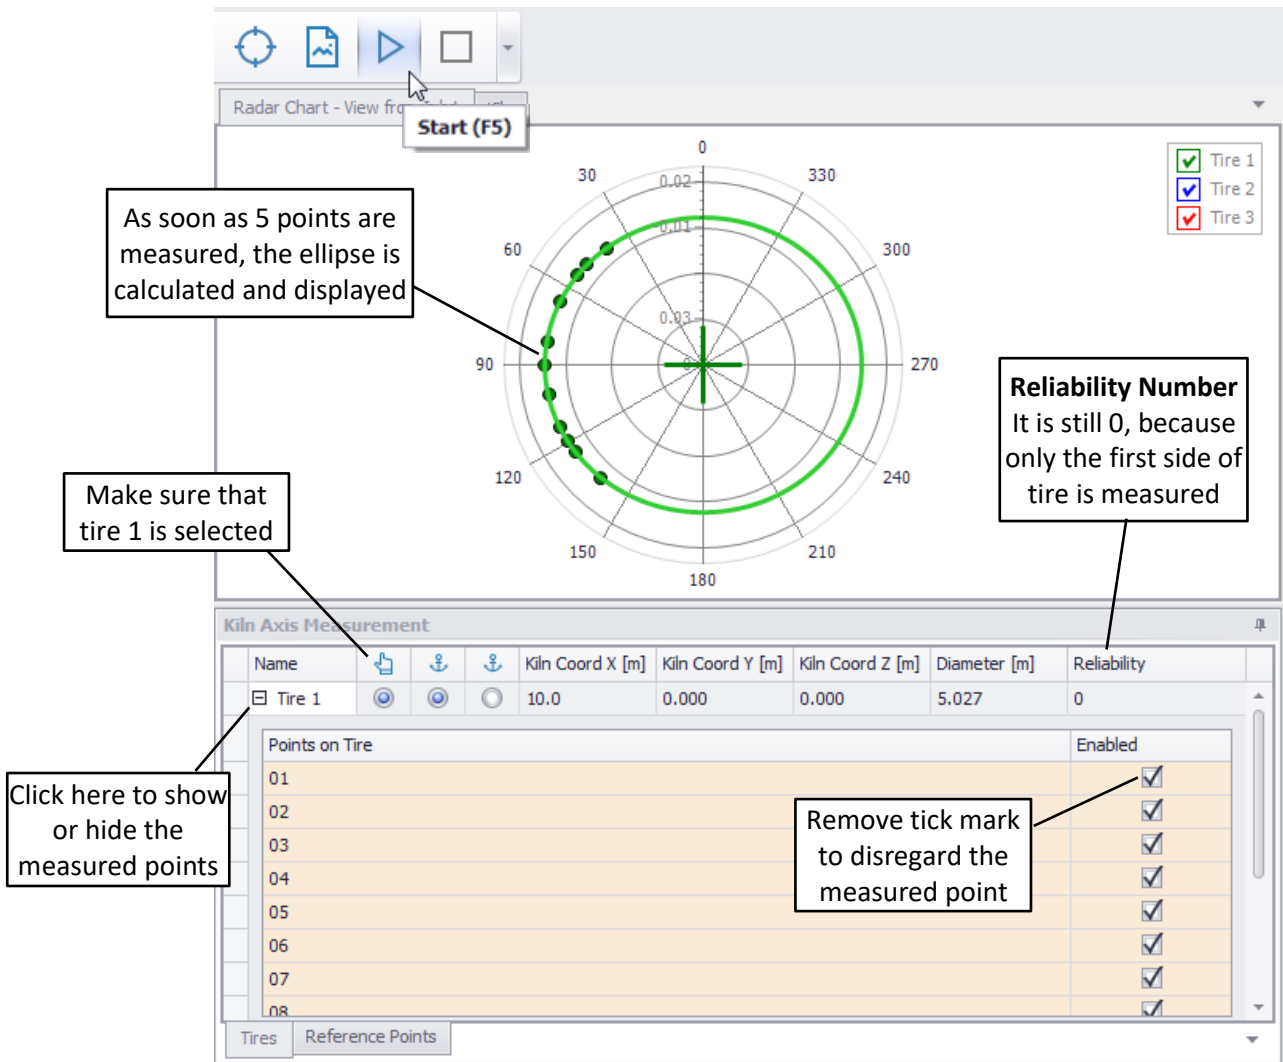 Radar Chart - View fro
Start (F5)
Tire 1
Tire 2
Tire 3
0
30
330
60
300
90
270
120
240
150
210
180
0.02
0.01
0.03
0
As soon as 5 points are
measured, the ellipse is
calculated and displayed
Reliability Number
It is still 0, because
only the first side of
tire is measured
Make sure that
tire 1 is selected
Kiln Axis Measurement
Name Kiln Coord X [m] Kiln Coord Y [m] Kiln Coord Z [m] Diameter [m] Reliability
Tire 1 10.0 0.000 0.000 5.027 0
Points on Tire Enabled
01
02
03
04
05
06
07
08
Click here to show
or hide the
measured points
Remove tick mark
to disregard the
measured point
Tires Reference Points